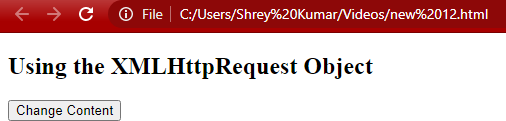 File | C:/Users/Shrey%20Kumar/Videos/new%2012.html
Using the XMLHttpRequest Object
Change Content